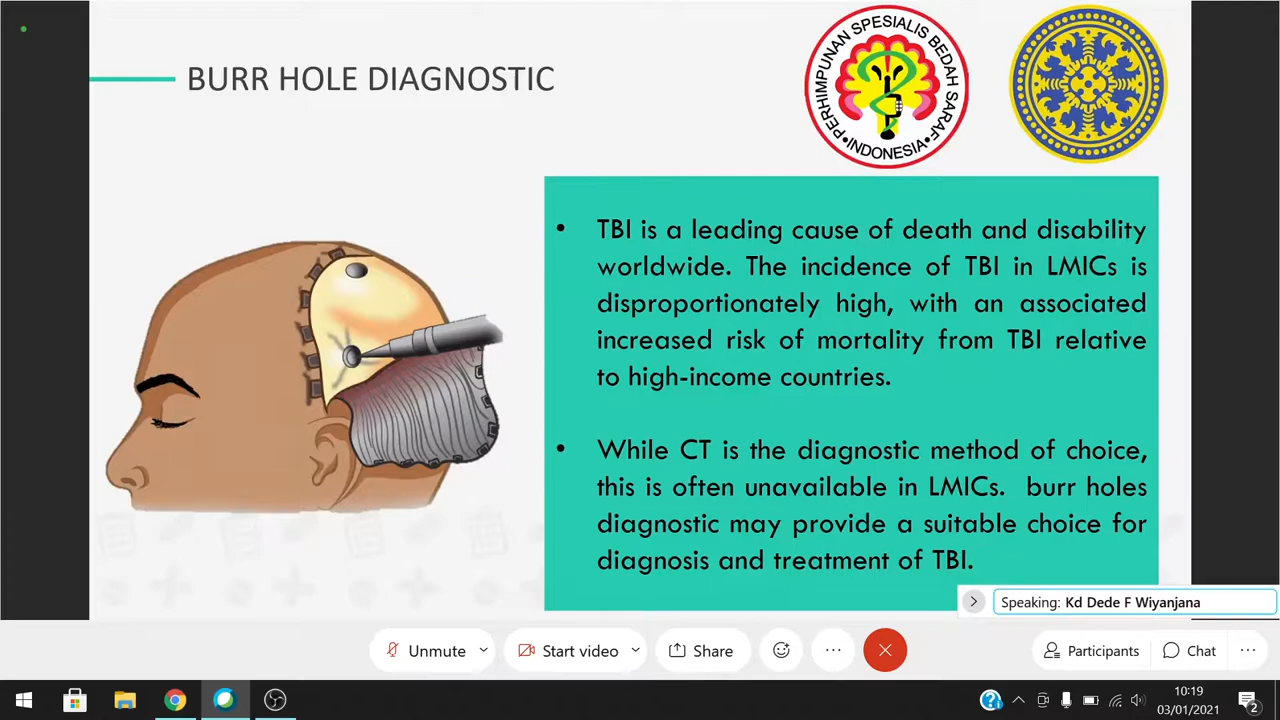 PERHIMPUNAN SPESIALIS BEDAH SARAF
•INDONESIA•
BURR HOLE DIAGNOSTIC
• TBI is a leading cause of death and disability
worldwide. The incidence of TBI in LMICs is
disproportionately high, with an associated
increased risk of mortality from TBI relative
to high-income countries.
• While CT is the diagnostic method of choice,
this is often unavailable in LMICs. burr holes
diagnostic may provide a suitable choice for
diagnosis and treatment of TBI.
Speaking: Kd Dede F Wiyanjana
Unmute Start video Share Participants Chat
10:19
03/01/2021
2